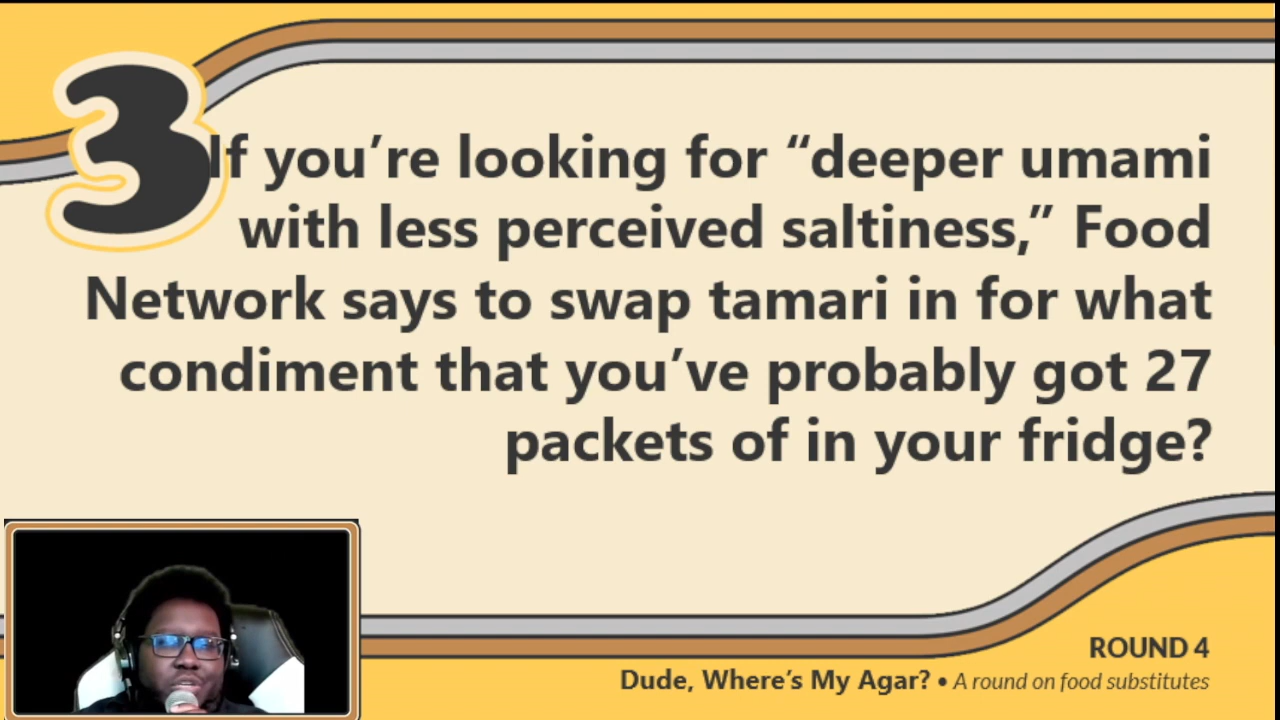 3
If you’re looking for “deeper umami
with less perceived saltiness,” Food
Network says to swap tamari in for what
condiment that you’ve probably got 27
packets of in your fridge?
ROUND 4
Dude, Where’s My Agar? • A round on food substitutes